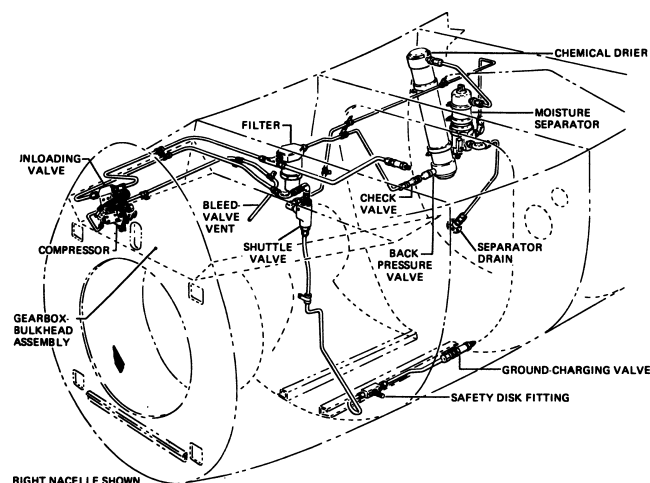 CHEMICAL DRIER
MOISTURE
SEPARATOR
FILTER
INLOADING
VALVE
CHECK
VALVE
BLEED-
VALVE
VENT
COMPRESSOR
SHUTTLE
VALVE
BACK
PRESSURE
VALVE
SEPARATOR
DRAIN
GEARBOX-
BULKHEAD
ASSEMBLY
GROUND-CHARGING VALVE
SAFETY DISK FITTING
RIGHT NACELLE SHOWN